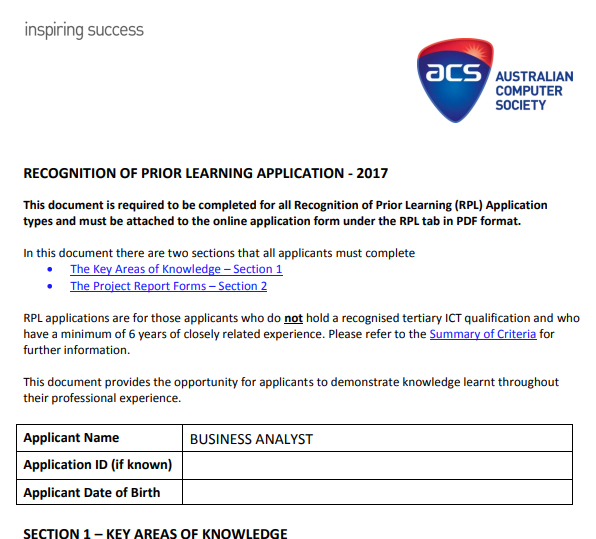 inspiring success
acs
AUSTRALIAN
COMPUTER
SOCIETY
RECOGNITION OF PRIOR LEARNING APPLICATION - 2017
This document is required to be completed for all Recognition of Prior Learning (RPL) Application
types and must be attached to the online application form under the RPL tab in PDF format.
In this document there are two sections that all applicants must complete
• The Key Areas of Knowledge – Section 1
• The Project Report Forms – Section 2
RPL applications are for those applicants who do not hold a recognised tertiary ICT qualification and who
have a minimum of 6 years of closely related experience. Please refer to the Summary of Criteria for
further information.
This document provides the opportunity for applicants to demonstrate knowledge learnt throughout
their professional experience.
Applicant Name BUSINESS ANALYST
Application ID (if known)
Applicant Date of Birth
SECTION 1 – KEY AREAS OF KNOWLEDGE